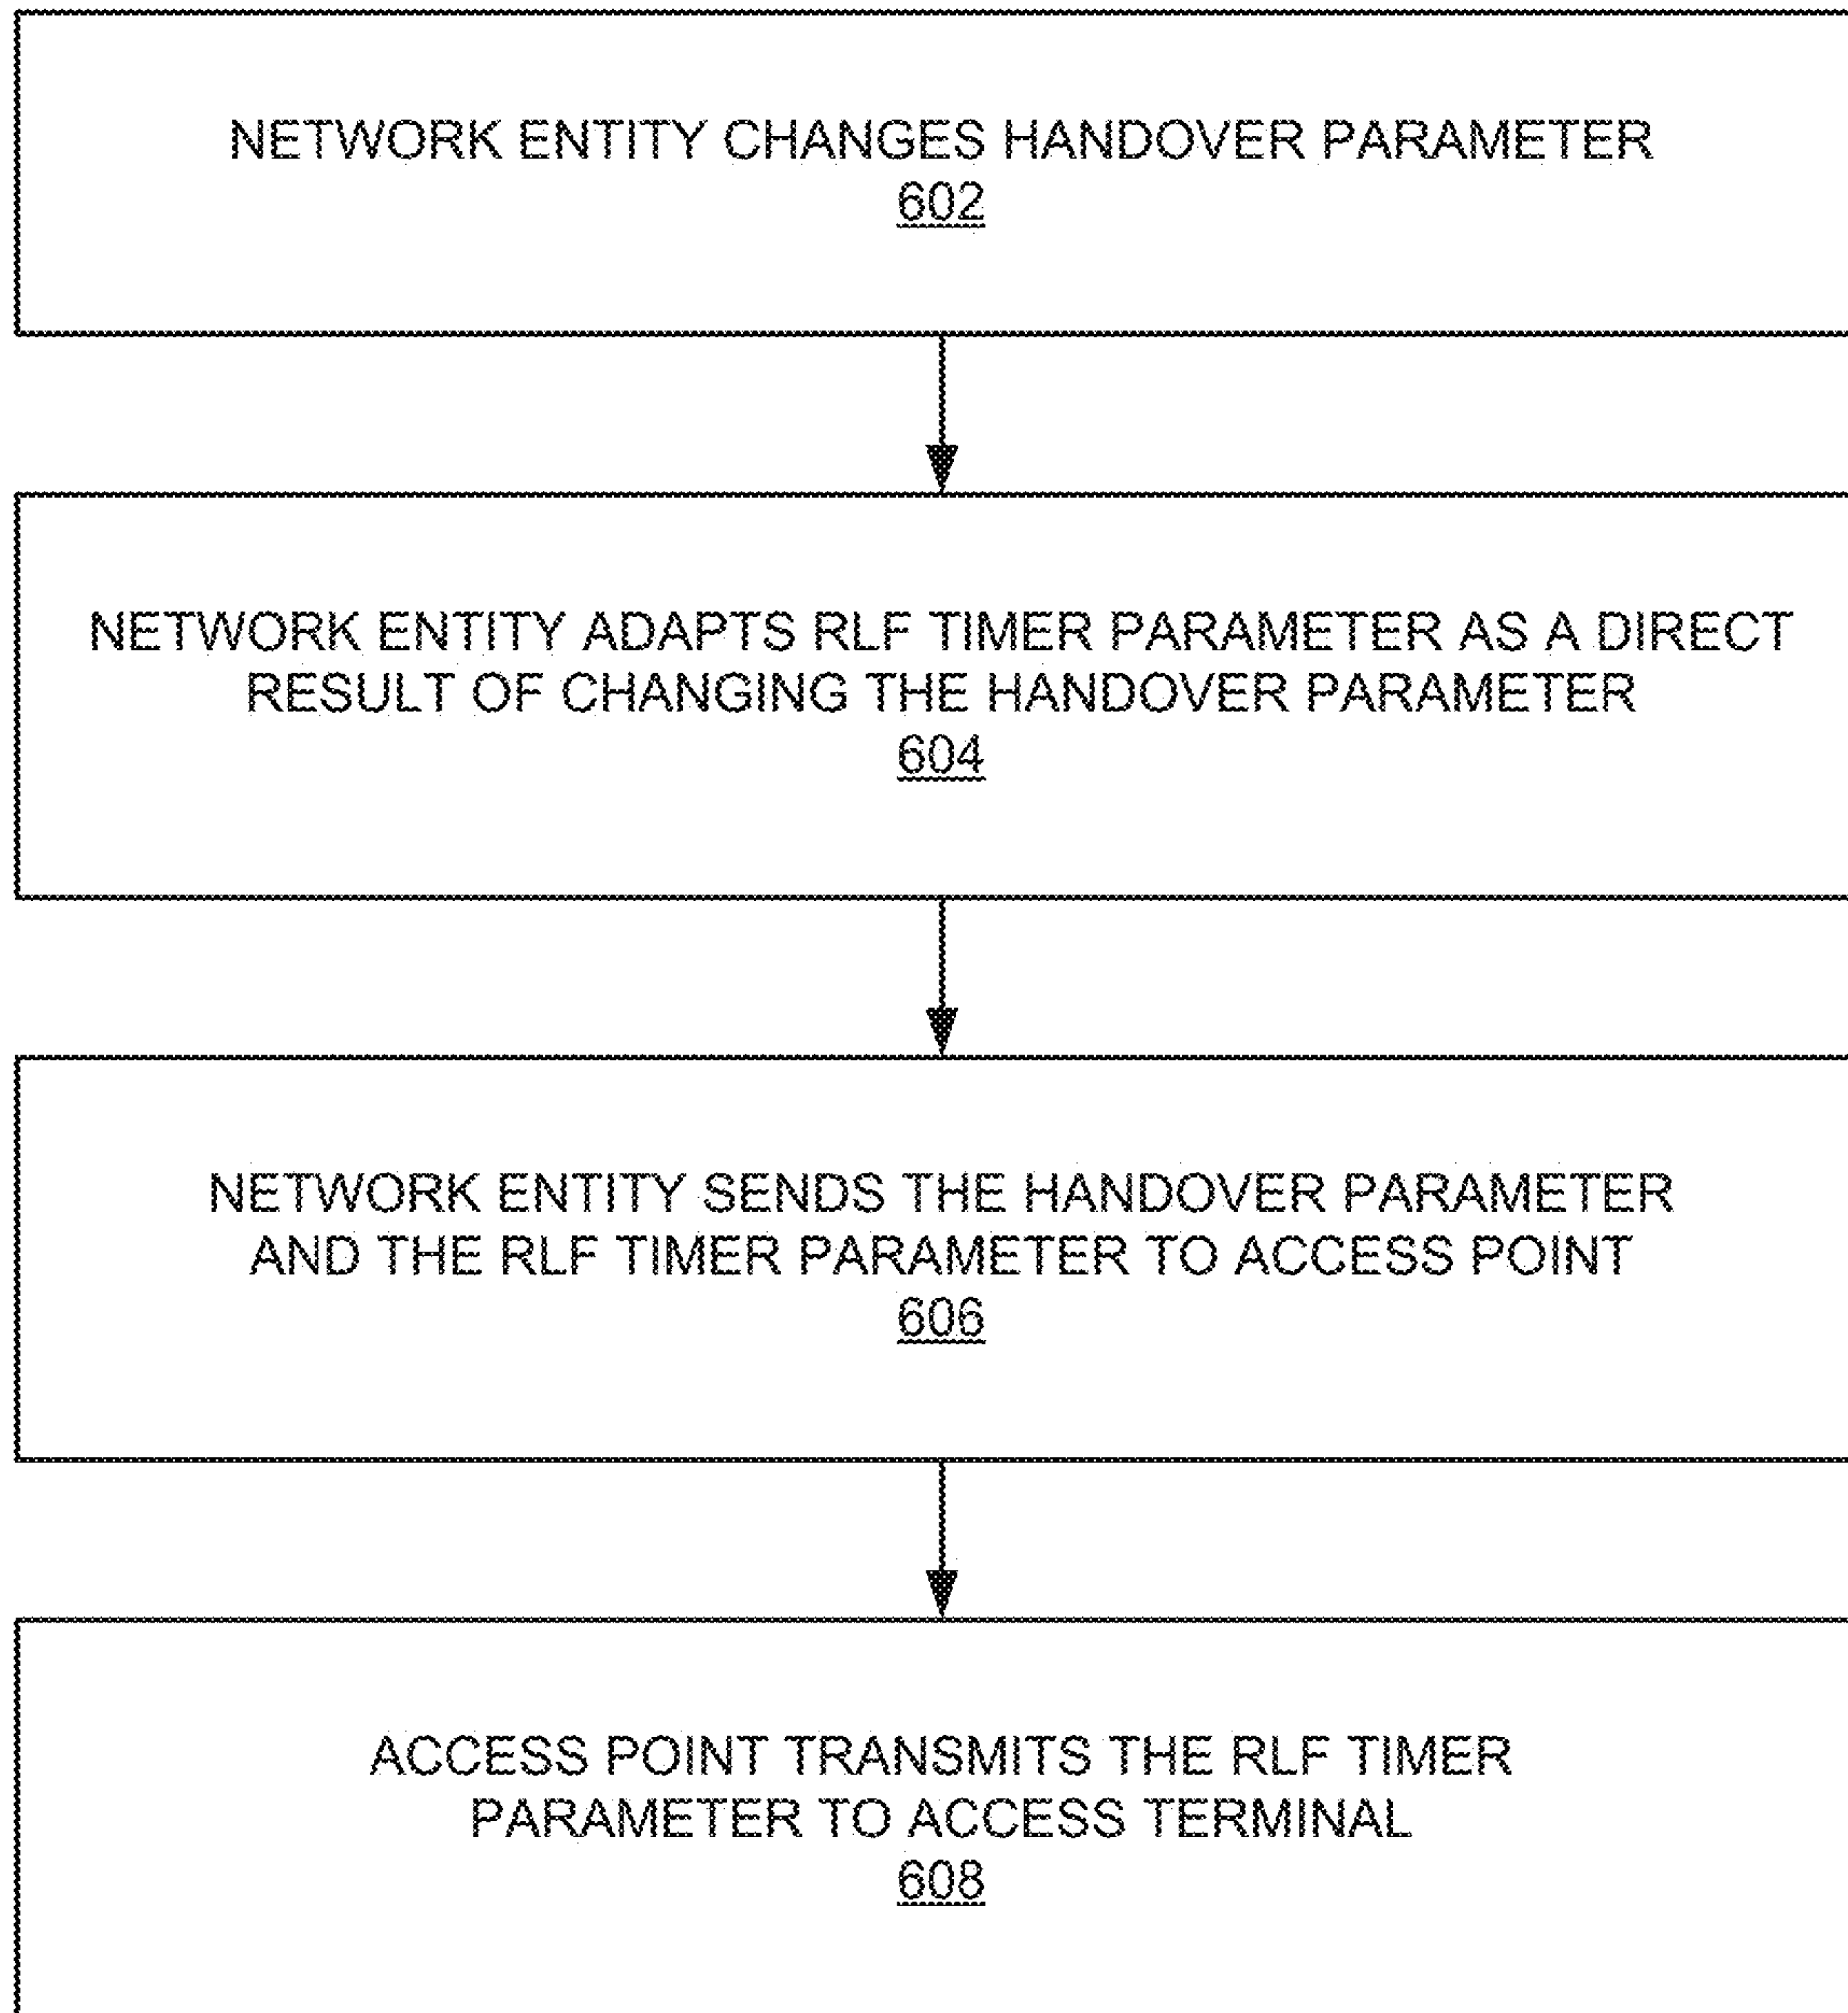 NETWORK ENTITY CHANGES HANDOVER PARAMETER
602
NETWORK ENTITY ADAPTS RLF TIMER PARAMETER AS A DIRECT
RESULT OF CHANGING THE HANDOVER PARAMETER
604
NETWORK ENTITY SENDS THE HANDOVER PARAMETER
AND THE RLF TIMER PARAMETER TO ACCESS POINT
606
ACCESS POINT TRANSMITS THE RLF TIMER
PARAMETER TO ACCESS TERMINAL
608